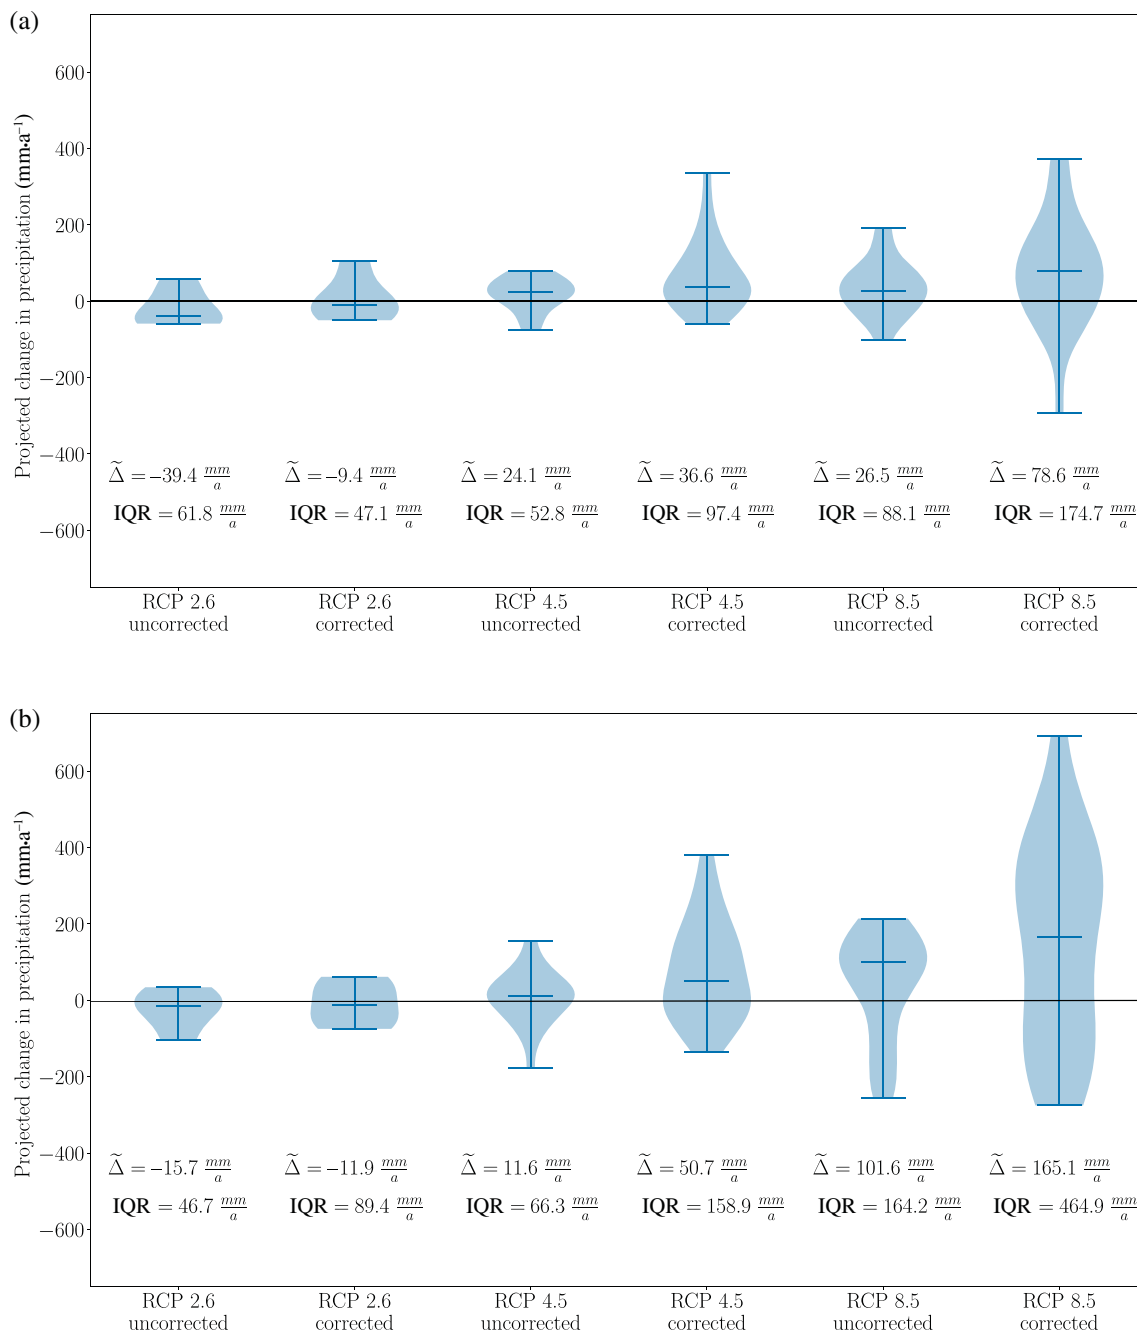 (a)
Projected change in precipitation (mm·a⁻¹)
600
400
200
0
−200
−400
−600
Δ̃ = –39.4 mm/a
Δ̃ = –9.4 mm/a
Δ̃ = 24.1 mm/a
Δ̃ = 36.6 mm/a
Δ̃ = 26.5 mm/a
Δ̃ = 78.6 mm/a
IQR = 61.8 mm/a
IQR = 47.1 mm/a
IQR = 52.8 mm/a
IQR = 97.4 mm/a
IQR = 88.1 mm/a
IQR = 174.7 mm/a
RCP 2.6
uncorrected
RCP 2.6
corrected
RCP 4.5
uncorrected
RCP 4.5
corrected
RCP 8.5
uncorrected
RCP 8.5
corrected
(b)
Projected change in precipitation (mm·a⁻¹)
600
400
200
0
−200
−400
−600
Δ̃ = –15.7 mm/a
Δ̃ = –11.9 mm/a
Δ̃ = 11.6 mm/a
Δ̃ = 50.7 mm/a
Δ̃ = 101.6 mm/a
Δ̃ = 165.1 mm/a
IQR = 46.7 mm/a
IQR = 89.4 mm/a
IQR = 66.3 mm/a
IQR = 158.9 mm/a
IQR = 164.2 mm/a
IQR = 464.9 mm/a
RCP 2.6
uncorrected
RCP 2.6
corrected
RCP 4.5
uncorrected
RCP 4.5
corrected
RCP 8.5
uncorrected
RCP 8.5
corrected